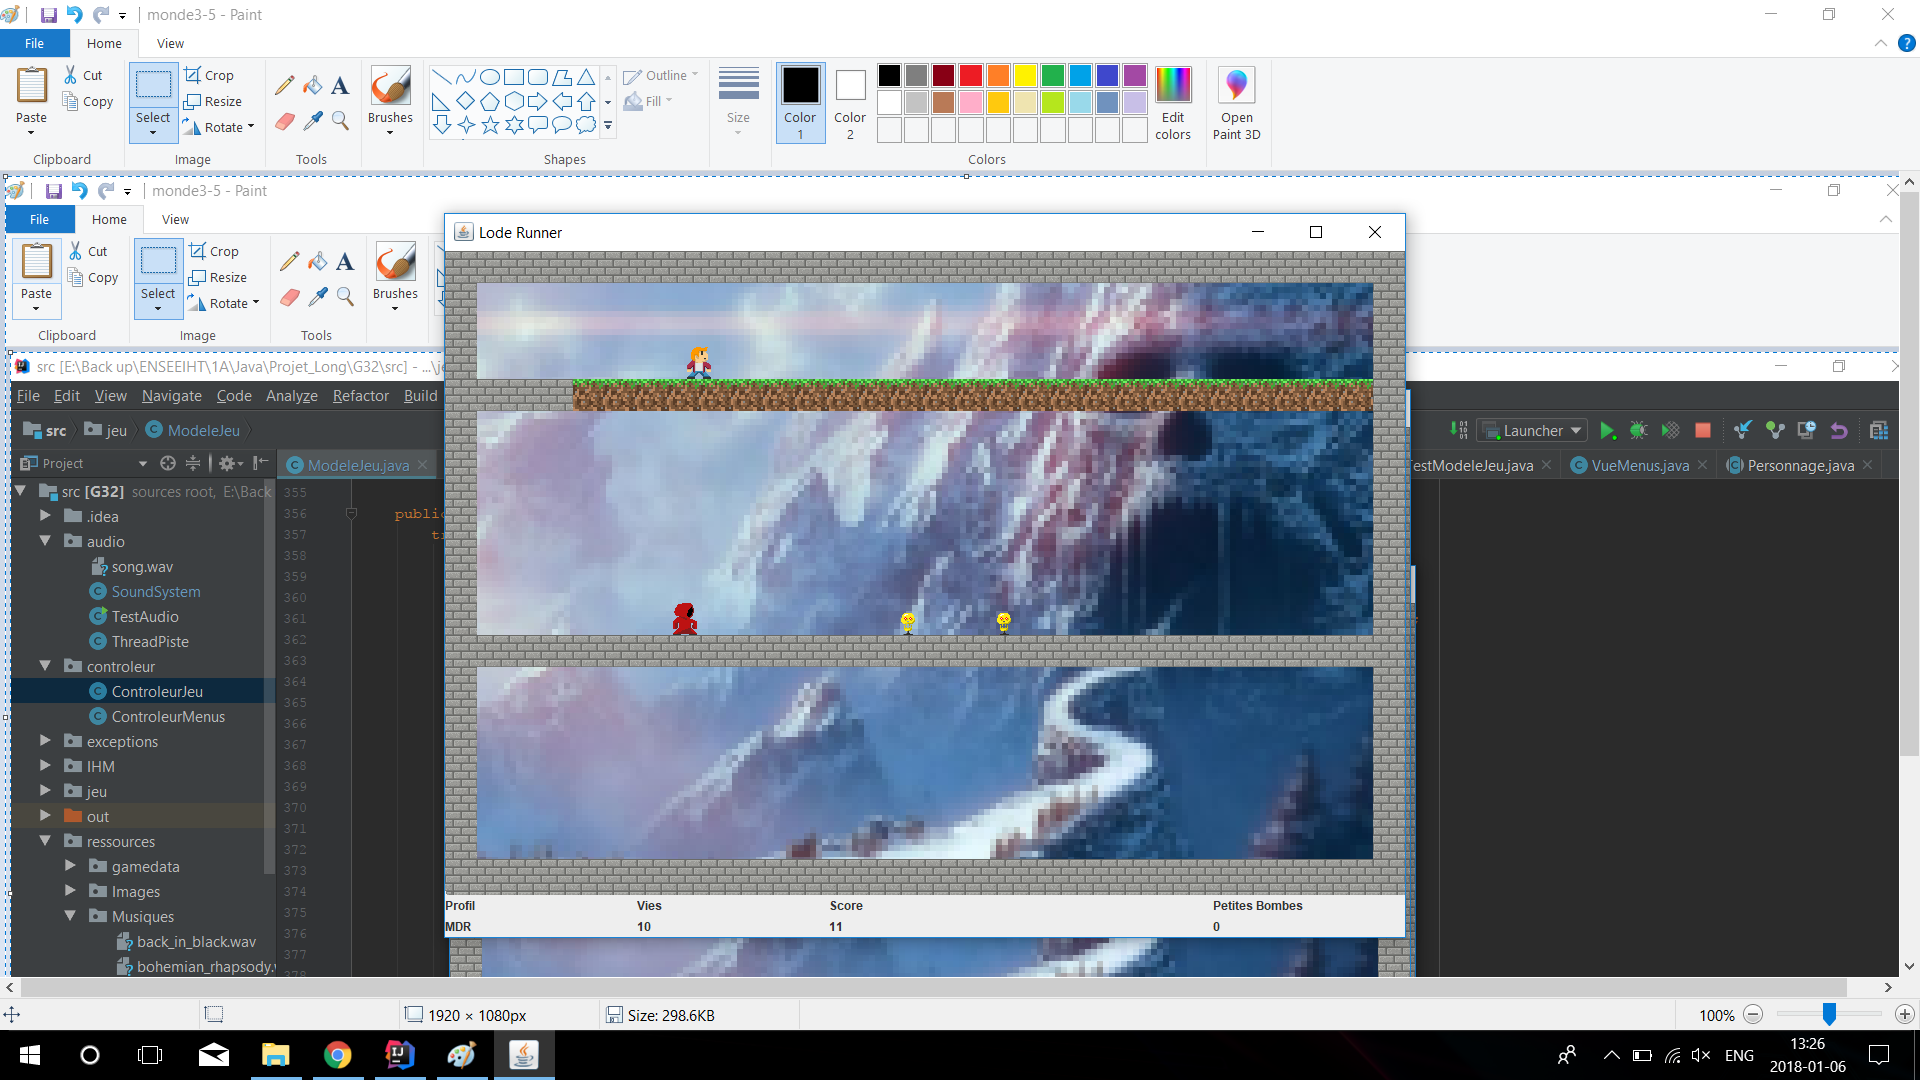 monde3-5 - Paint
File Home View
Paste Cut Copy Select Crop Resize Rotate Brushes Outline Fill Size Color 1 Color 2 Edit colors Open Paint 3D
Clipboard Image Tools Shapes Colors
monde3-5 - Paint
File Home View
Paste Cut Copy Select Crop Resize Rotate Brushes
Clipboard Image Tools
src [E:\Back up\ENSEEIHT\1A\Java\Projet_Long\G32\src] - ...\je
File Edit View Navigate Code Analyze Refactor Build
src jeu ModeleJeu
Launcher
Project
ModeleJeu.java
TestModeleJeu.java VueMenus.java Personnage.java
src [G32] sources root, E:\Back
.idea
audio
song.wav
SoundSystem
TestAudio
ThreadPiste
controleur
ControleurJeu
ControleurMenus
exceptions
IHM
jeu
out
ressources
gamedata
Images
Musiques
back_in_black.wav
bohemian_rhapsody.
355
356 public
357 t
358
359
360
361
362
363
364
365
366
367
368
369
370
371
372
373
374
375
376
377
378
Lode Runner
Profil Vies Score Petites Bombes
MDR 10 11 0
1920 × 1080px Size: 298.6KB 100%
ENG 13:26
2018-01-06